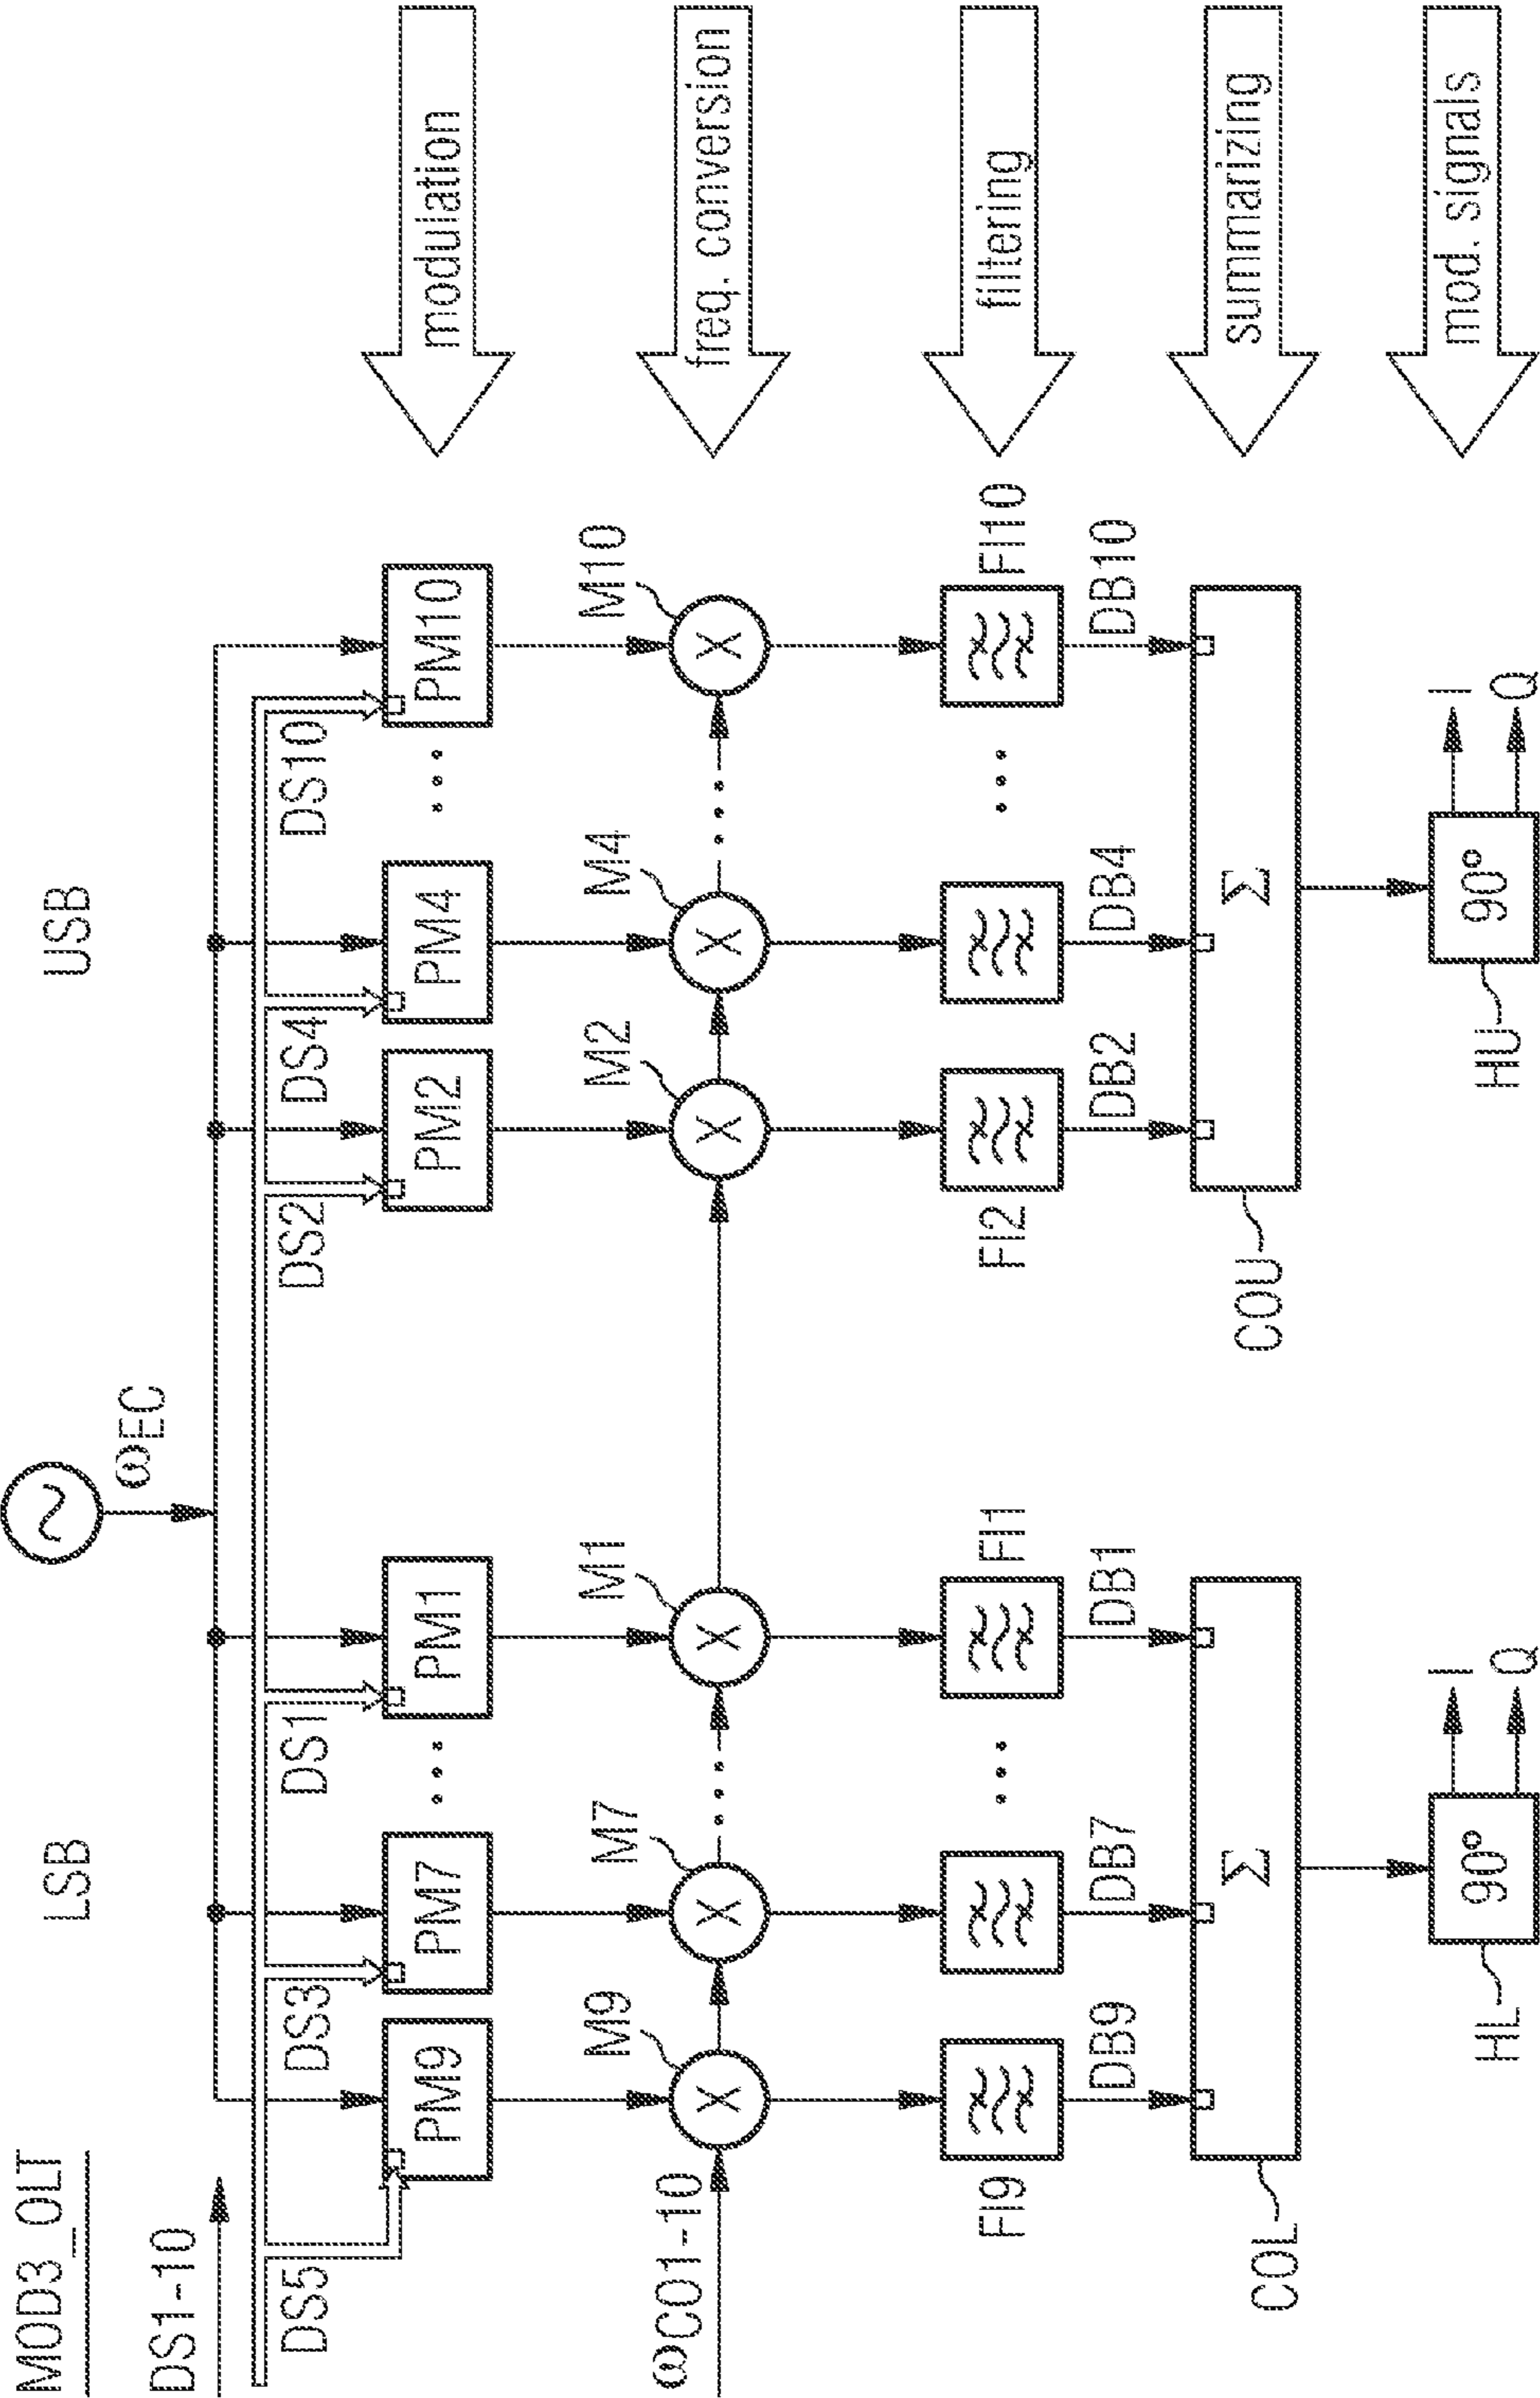 MOD3_OLT
LSB
USB
ωEC
DS1-10
DS5
DS3
DS1
DS2
DS4
DS10
PM9
PM7
...
PM1
PM2
PM4
...
PM10
modulation
ωCO1-10
M9
M7
M1
M2
M4
M10
X
X
...
X
X
X
...
X
freq. conversion
FI9
...
FI1
FI2
...
FI10
filtering
DB9
DB7
DB1
DB2
DB4
DB10
COL
Σ
COU
Σ
summarizing
HL
90°
I
Q
HU
90°
I
Q
mod. signals